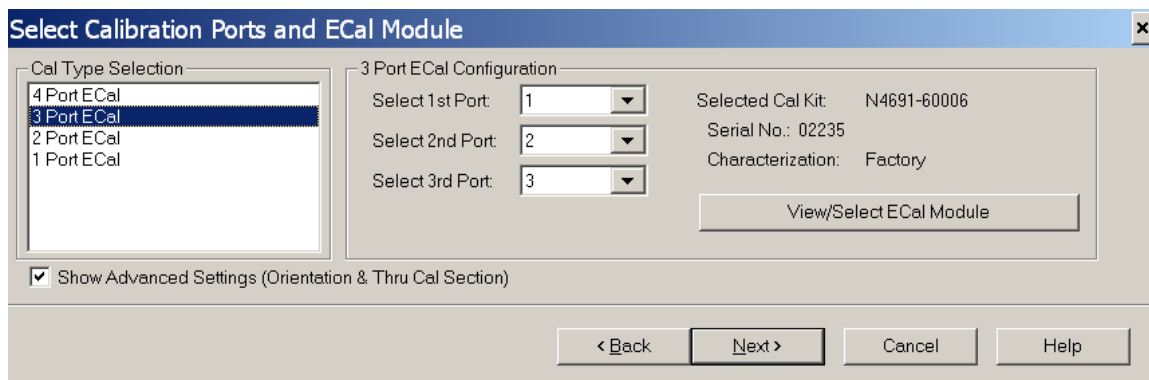 Select Calibration Ports and ECal Module
Cal Type Selection
4 Port ECal
3 Port ECal
2 Port ECal
1 Port ECal
3 Port ECal Configuration
Select 1st Port: 1
Select 2nd Port: 2
Select 3rd Port: 3
Selected Cal Kit: N4691-60006
Serial No.: 02235
Characterization: Factory
View/Select ECal Module
Show Advanced Settings (Orientation & Thru Cal Section)
< Back Next > Cancel Help